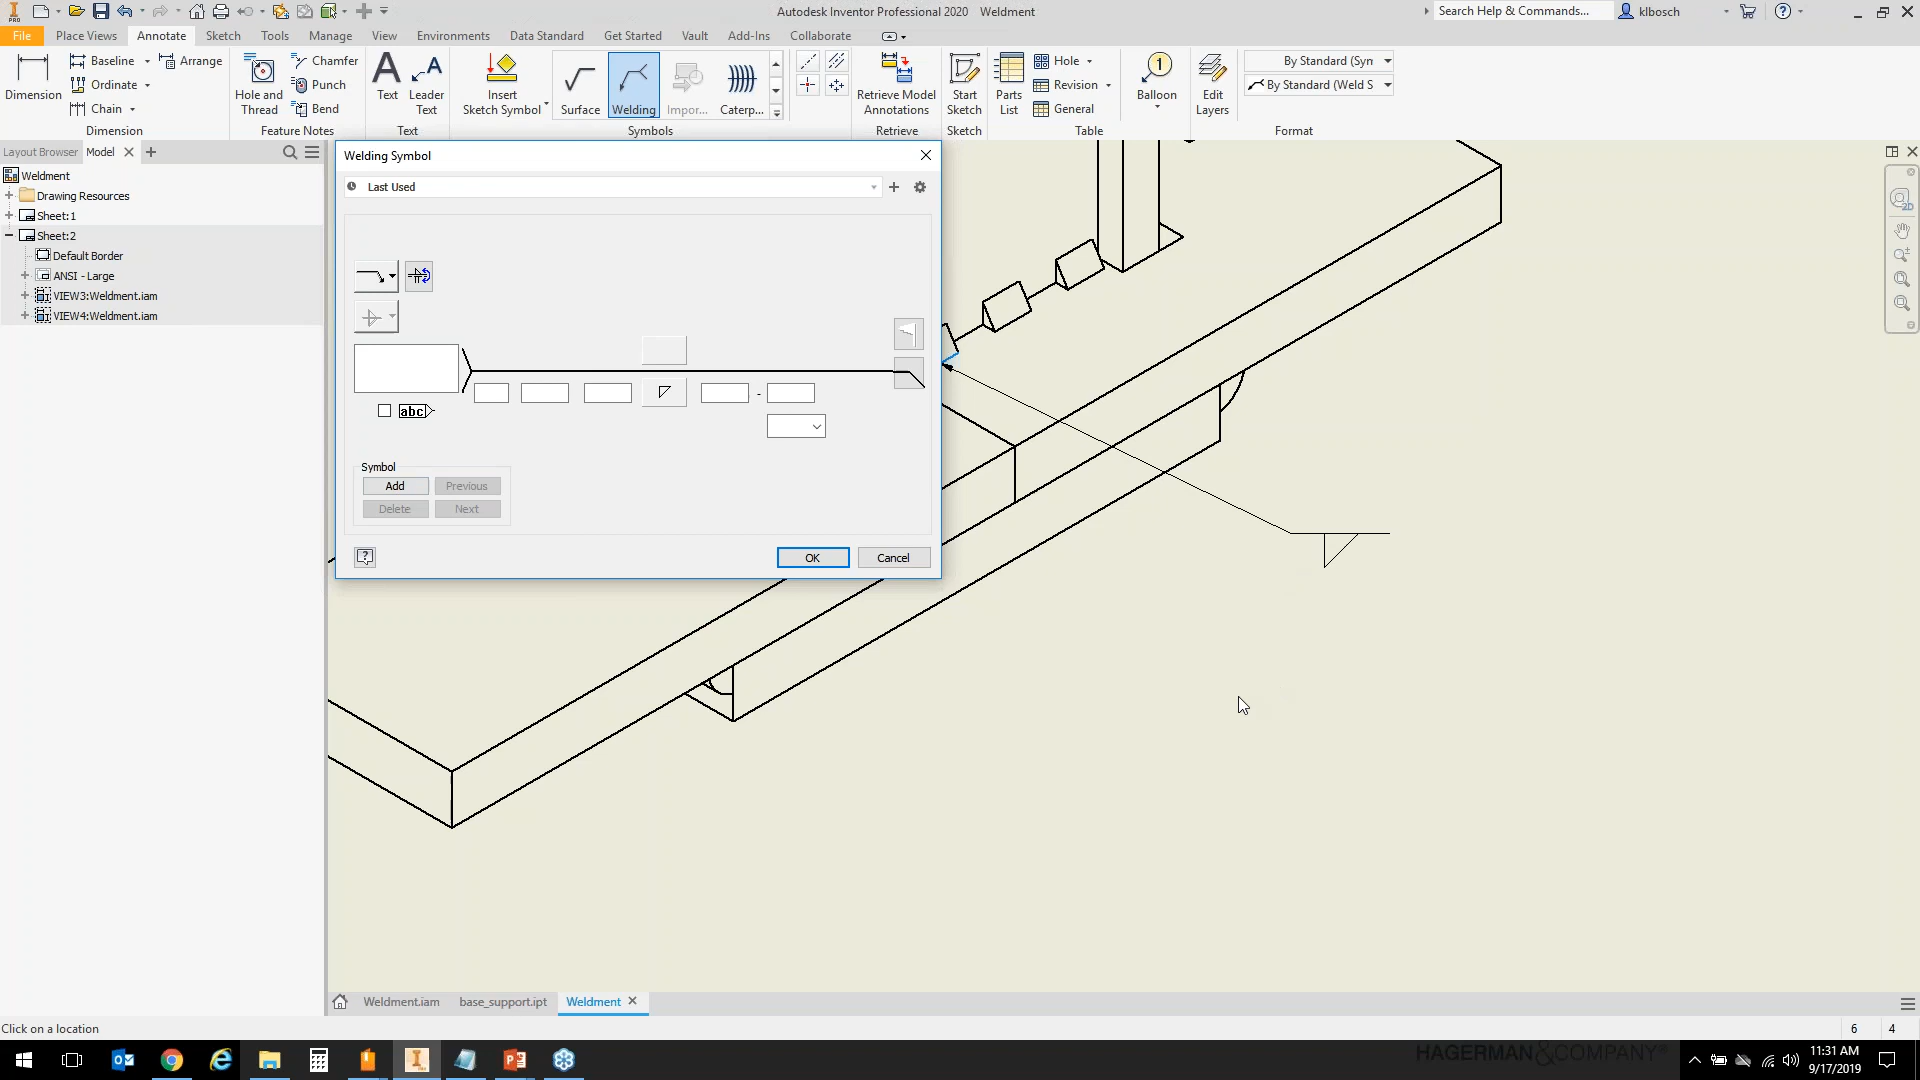 Autodesk Inventor Professional 2020 Weldment
Search Help & Commands...
klbosch
PRO
File Place Views Annotate Sketch Tools Manage View Environments Data Standard Get Started Vault Add-Ins Collaborate
Dimension
Baseline
Ordinate
Chain
Arrange
Dimension
Hole and Thread
Chamfer
Punch
Bend
Feature Notes
Text
Leader Text
Text
Insert Sketch Symbol
Surface
Welding
Impor...
Caterp...
Symbols
Retrieve Model Annotations
Retrieve
Start Sketch
Sketch
Parts List
Hole
Revision
General
Table
1
Balloon
Edit Layers
By Standard (Syn
By Standard (Weld S
Format
Layout Browser
Model
Weldment
Drawing Resources
Sheet:1
Sheet:2
Default Border
ANSI - Large
VIEW3:Weldment.iam
VIEW4:Weldment.iam
Welding Symbol
Last Used
abc
-
Symbol
Add
Previous
Delete
Next
OK
Cancel
2D
Weldment.iam
base_support.ipt
Weldment
Click on a location
6
4
HAGERMAN&COMPANY
11:31 AM
9/17/2019